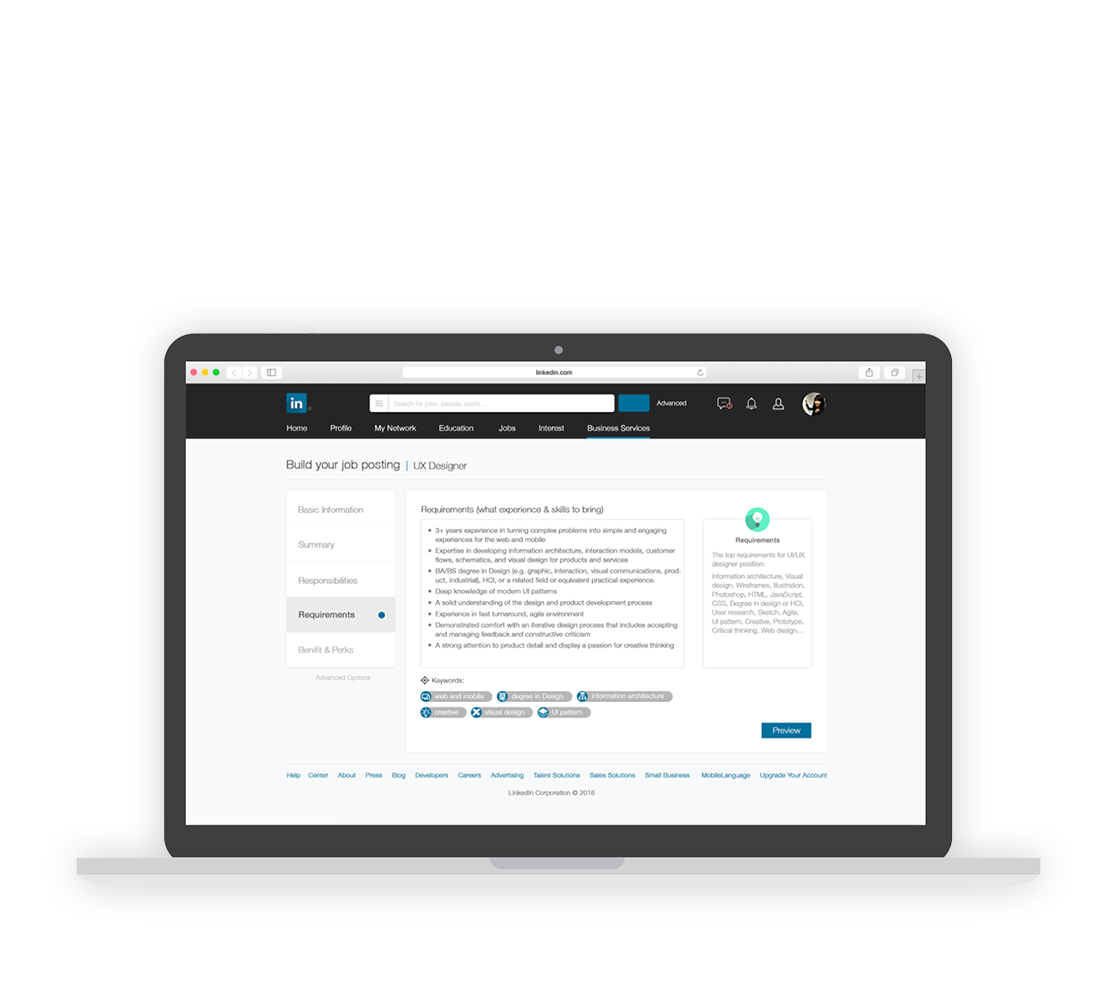 linkedin.com
in
Search for jobs, people, posts...
Advanced
Home Profile My Network Education Jobs Interest Business Services
Build your job posting | UX Designer
Basic Information
Summary
Responsibilities
Requirements
Benifit & Perks
Advanced Options
Requirements (what experience & skills to bring)
• 3+ years experience in turning complex problems into simple and engaging
experiences for the web and mobile
• Expertise in developing information architecture, interaction models, customer
flows, schematics, and visual design for products and services
• BA/BS degree in Design (e.g. graphic, interaction, visual communications, prod-
uct, industrial), HCI, or a related field or equivalent practical experience.
• Deep knowledge of modern UI patterns
• A solid understanding of the design and product development process
• Experience in fast turnaround, agile environment
• Demonstrated comfort with an iterative design process that includes accepting
and managing feedback and constructive criticism
• A strong attention to product detail and display a passion for creative thinking
Keywords:
web and mobile degree in Design information architecture
creative visual design UI pattern
Requirements
The top requirements for UI/UX
designer position:
Information architecture, Visual
design, Wireframes, Illustration,
Photoshop, HTML, JavaScript,
CSS, Degree in design or HCI,
User research, Sketch, Agile,
UI pattern, Creative, Prototype,
Critical thinking, Web design...
Preview
Help Center About Press Blog Developers Careers Advertising Talent Solutions Sales Solutions Small Business MobileLanguage Upgrade Your Account
LinkedIn Corporation © 2016